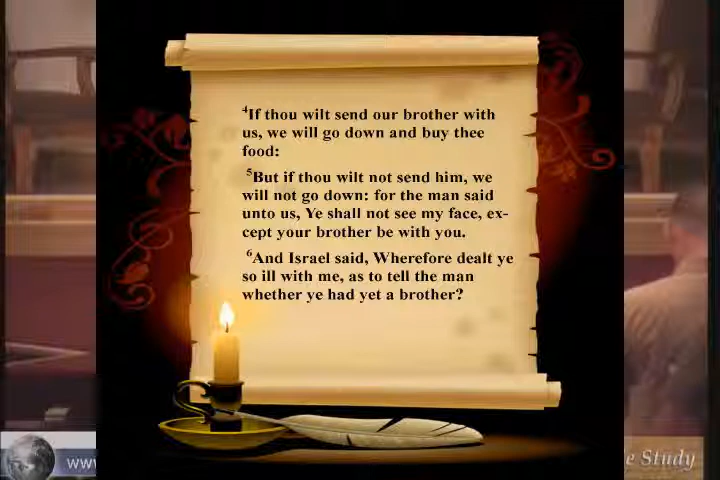 ⁴If thou wilt send our brother with
us, we will go down and buy thee
food:
⁵But if thou wilt not send him, we
will not go down: for the man said
unto us, Ye shall not see my face, ex-
cept your brother be with you.
⁶And Israel said, Wherefore dealt ye
so ill with me, as to tell the man
whether ye had yet a brother?
www.
e Study